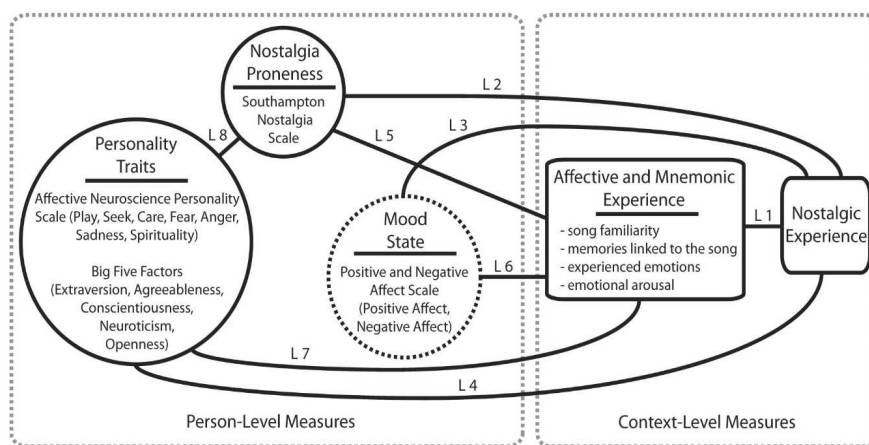 Nostalgia
Proneness
Southampton
Nostalgia
Scale
L 2
L 3
L 8
L 5
Personality
Traits
Affective Neuroscience Personality
Scale (Play, Seek, Care, Fear, Anger,
Sadness, Spirituality)
Big Five Factors
(Extraversion, Agreeableness,
Conscientiousness,
Neuroticism,
Openness)
Mood
State
Positive and Negative
Affect Scale
(Positive Affect,
Negative Affect)
L 6
Affective and Mnemonic
Experience
- song familiarity
- memories linked to the song
- experienced emotions
- emotional arousal
L 1
Nostalgic
Experience
L 7
L 4
Person-Level Measures
Context-Level Measures